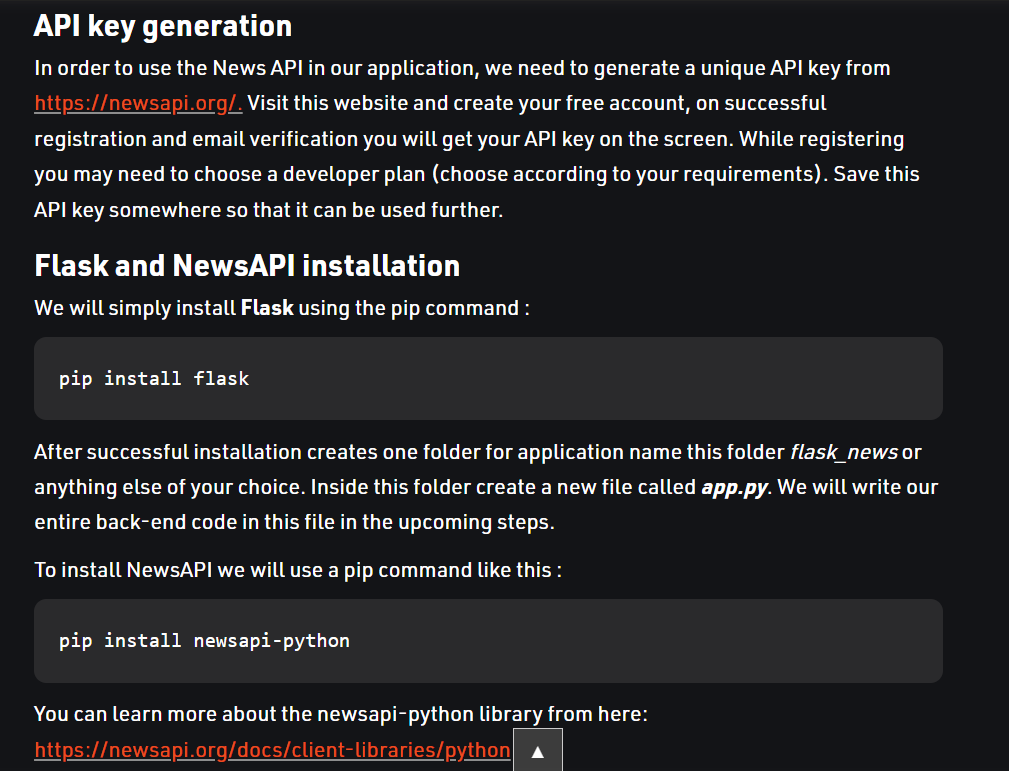 API key generation
In order to use the News API in our application, we need to generate a unique API key from
https://newsapi.org/. Visit this website and create your free account, on successful
registration and email verification you will get your API key on the screen. While registering
you may need to choose a developer plan (choose according to your requirements). Save this
API key somewhere so that it can be used further.
Flask and NewsAPI installation
We will simply install Flask using the pip command :
pip install flask
After successful installation creates one folder for application name this folder flask_news or
anything else of your choice. Inside this folder create a new file called app.py. We will write our
entire back-end code in this file in the upcoming steps.
To install NewsAPI we will use a pip command like this :
pip install newsapi-python
You can learn more about the newsapi-python library from here:
https://newsapi.org/docs/client-libraries/python